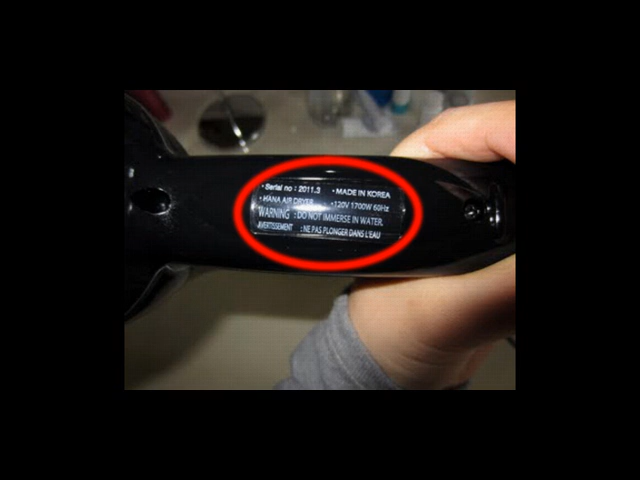 • Serial no : 2011.3 • MADE IN KOREA
• HANA AIR DRYER • 120V 1700W 60Hz
WARNING : DO NOT IMMERSE IN WATER.
AVERTISSEMENT : NE PAS PLONGER DANS L'EAU